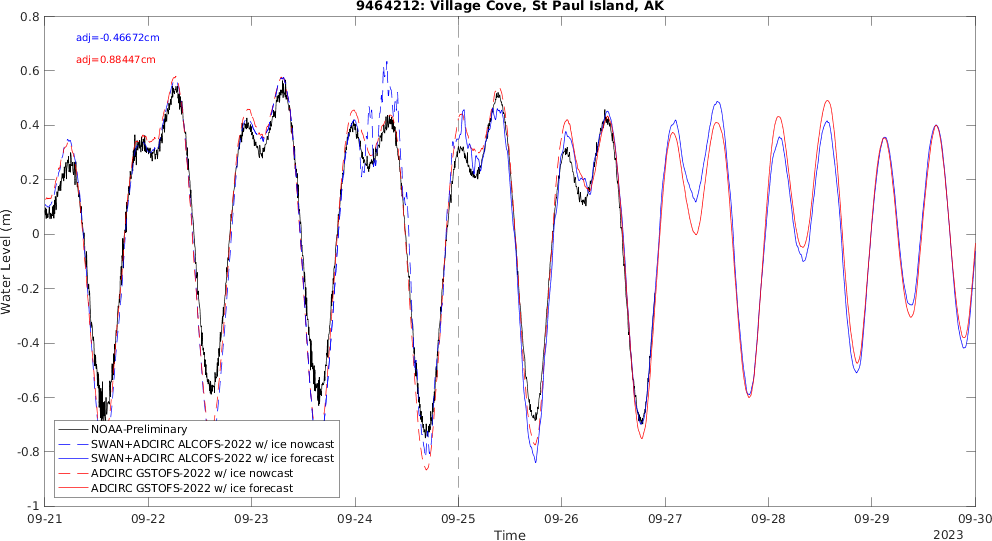 9464212: Village Cove, St Paul Island, AK
adj=-0.46672cm
adj=0.88447cm
Water Level (m)
0.8
0.6
0.4
0.2
0
-0.2
-0.4
-0.6
-0.8
-1
NOAA-Preliminary
SWAN+ADCIRC ALCOFS-2022 w/ ice nowcast
SWAN+ADCIRC ALCOFS-2022 w/ ice forecast
ADCIRC GSTOFS-2022 w/ ice nowcast
ADCIRC GSTOFS-2022 w/ ice forecast
09-21 09-22 09-23 09-24 09-25 09-26 09-27 09-28 09-29 09-30
Time
2023